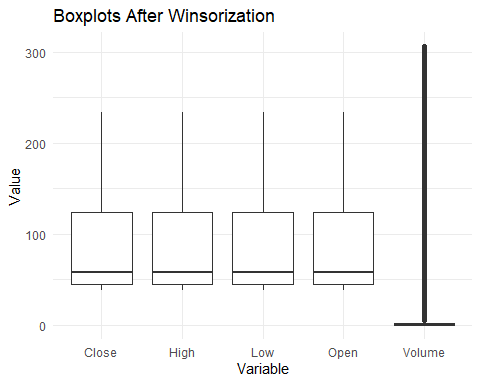 Boxplots After Winsorization
300
200
100
0
Value
Close High Low Open Volume
Variable